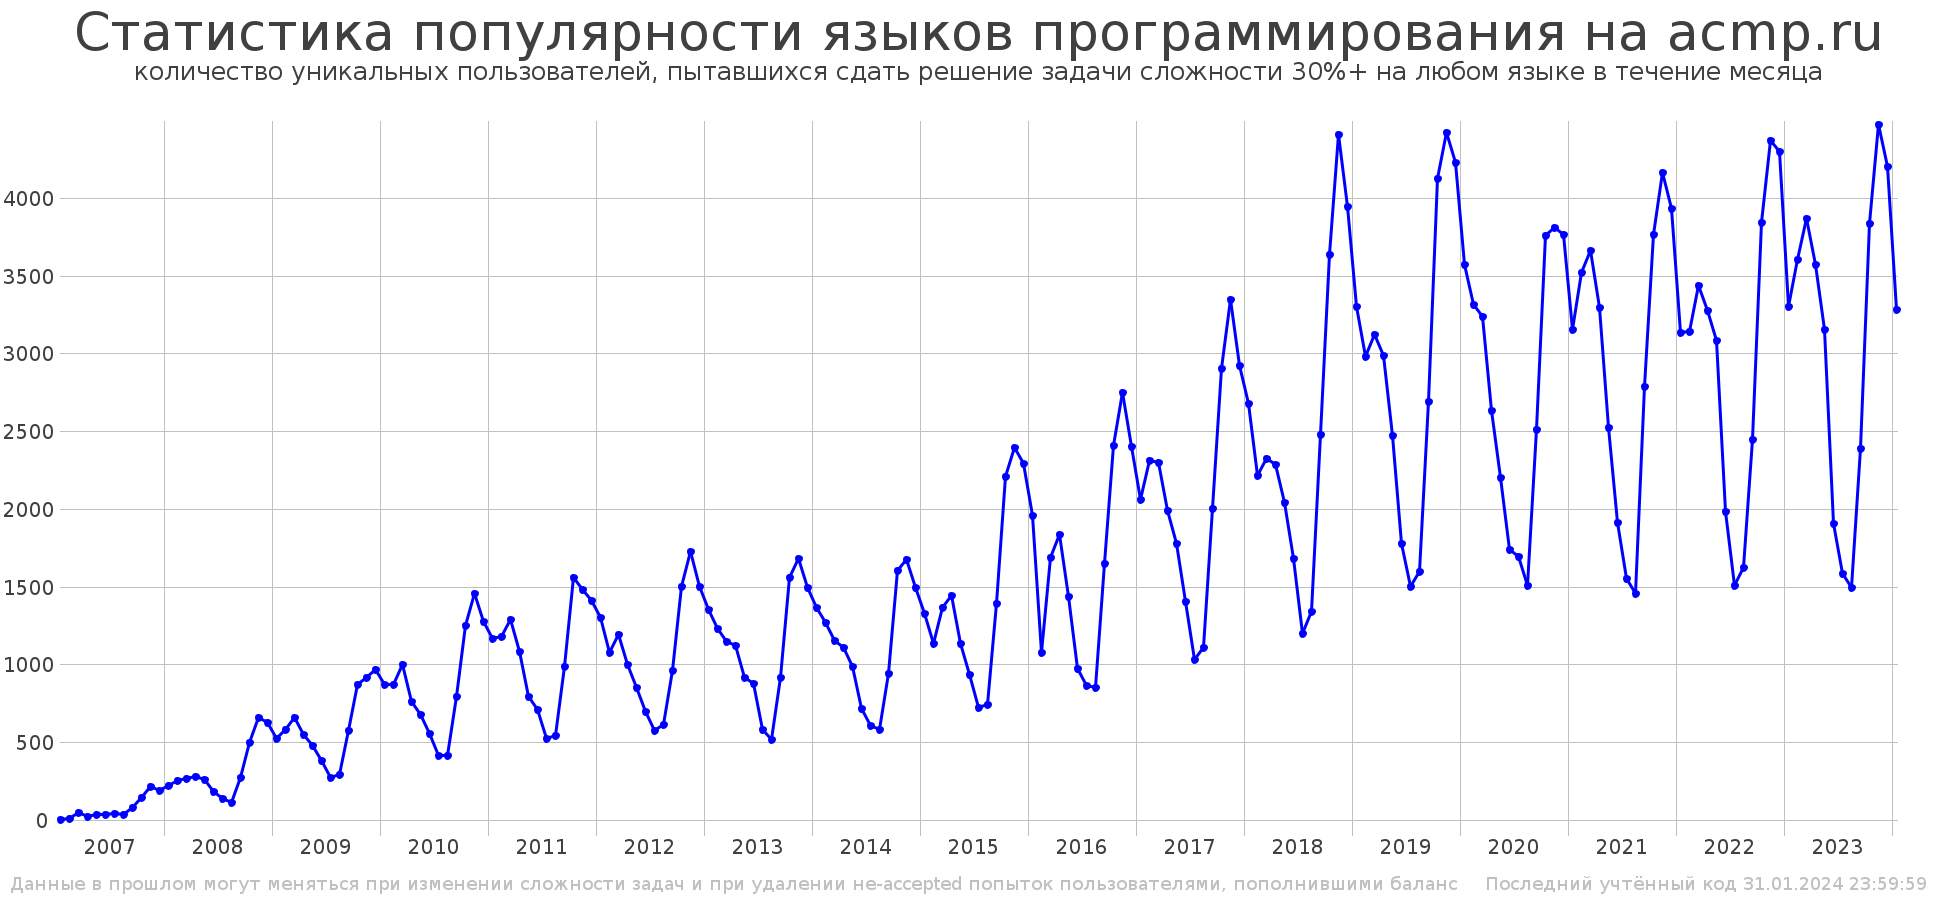 Статистика популярности языков программирования на acmp.ru
количество уникальных пользователей, пытавшихся сдать решение задачи сложности 30%+ на любом языке в течение месяца
4000
3500
3000
2500
2000
1500
1000
500
0
2007 2008 2009 2010 2011 2012 2013 2014 2015 2016 2017 2018 2019 2020 2021 2022 2023
Данные в прошлом могут меняться при изменении сложности задач и при удалении не-accepted попыток пользователями, пополнившими баланс Последний учтённый код 31.01.2024 23:59:59